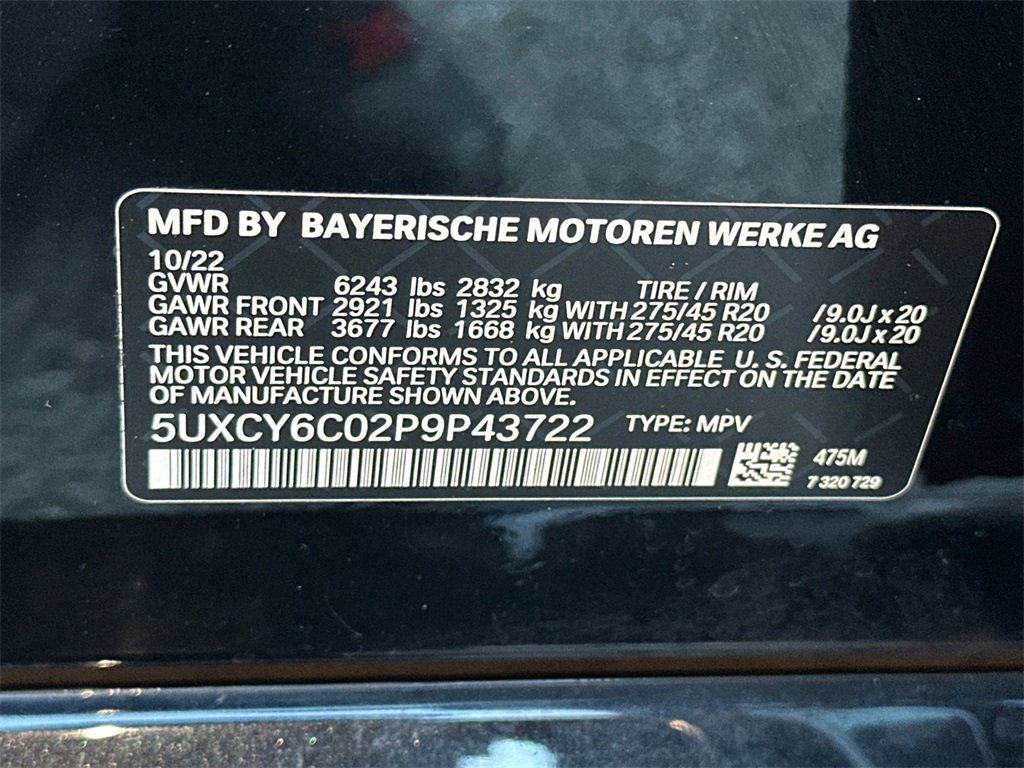 MFD BY BAYERISCHE MOTOREN WERKE AG
10/22
GVWR 6243 lbs 2832 kg TIRE / RIM
GAWR FRONT 2921 lbs 1325 kg WITH 275/45 R20 /9.0J x 20
GAWR REAR 3677 lbs 1668 kg WITH 275/45 R20 /9.0J x 20
THIS VEHICLE CONFORMS TO ALL APPLICABLE U. S. FEDERAL
MOTOR VEHICLE SAFETY STANDARDS IN EFFECT ON THE DATE
OF MANUFACTURE SHOWN ABOVE.
5UXCY6C02P9P43722 TYPE: MPV
475M
7 320 729